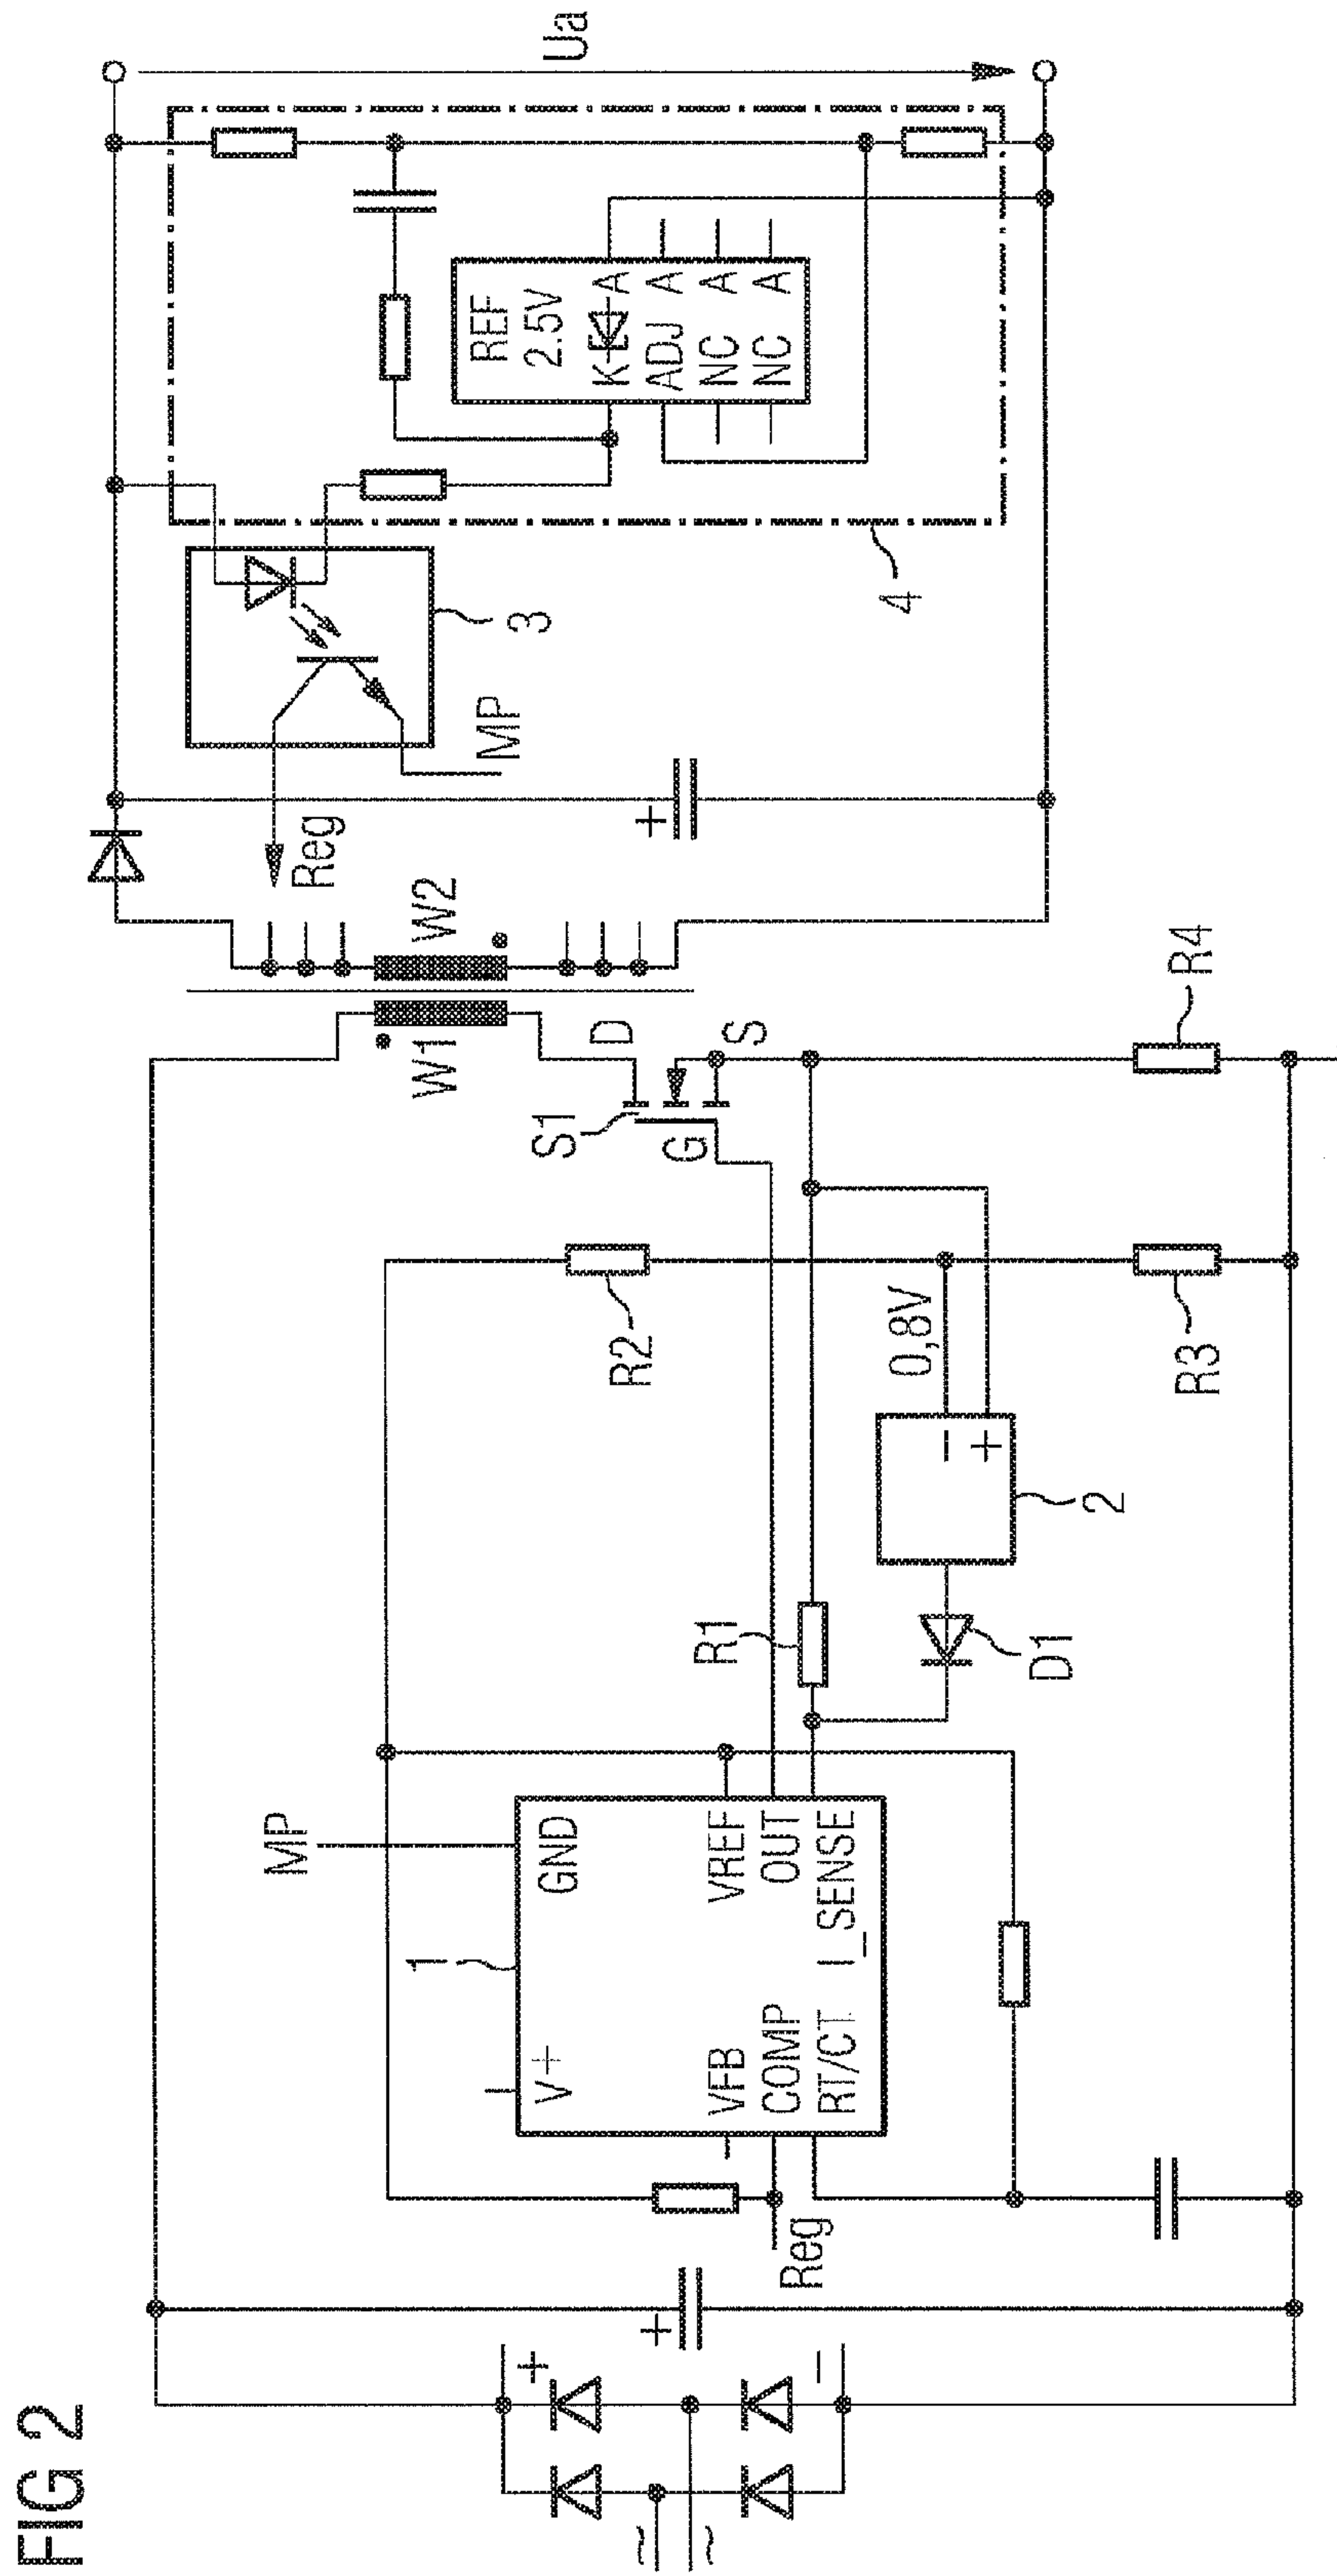 FIG 2
~
~
+
−
+
Reg
1
V+
GND
MP
VFB
VREF
COMP
OUT
RT/CT
I_SENSE
R1
D1
2
−
+
0,8V
R2
R3
R4
S1
G
D
S
W1
W2
Reg
+
MP
3
4
REF
2.5V
K A
ADJ A
NC A
NC A
Ua